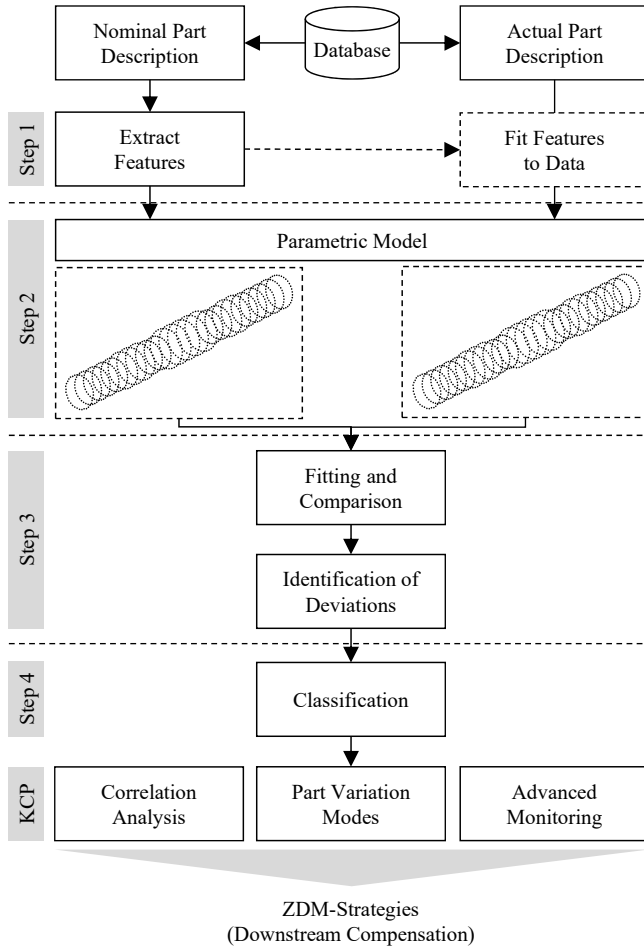 Nominal Part
Description
Database
Actual Part
Description
Step 1
Extract
Features
Fit Features
to Data
Step 2
Parametric Model
Step 3
Fitting and
Comparison
Identification of
Deviations
Step 4
Classification
KCP
Correlation
Analysis
Part Variation
Modes
Advanced
Monitoring
ZDM-Strategies
(Downstream Compensation)